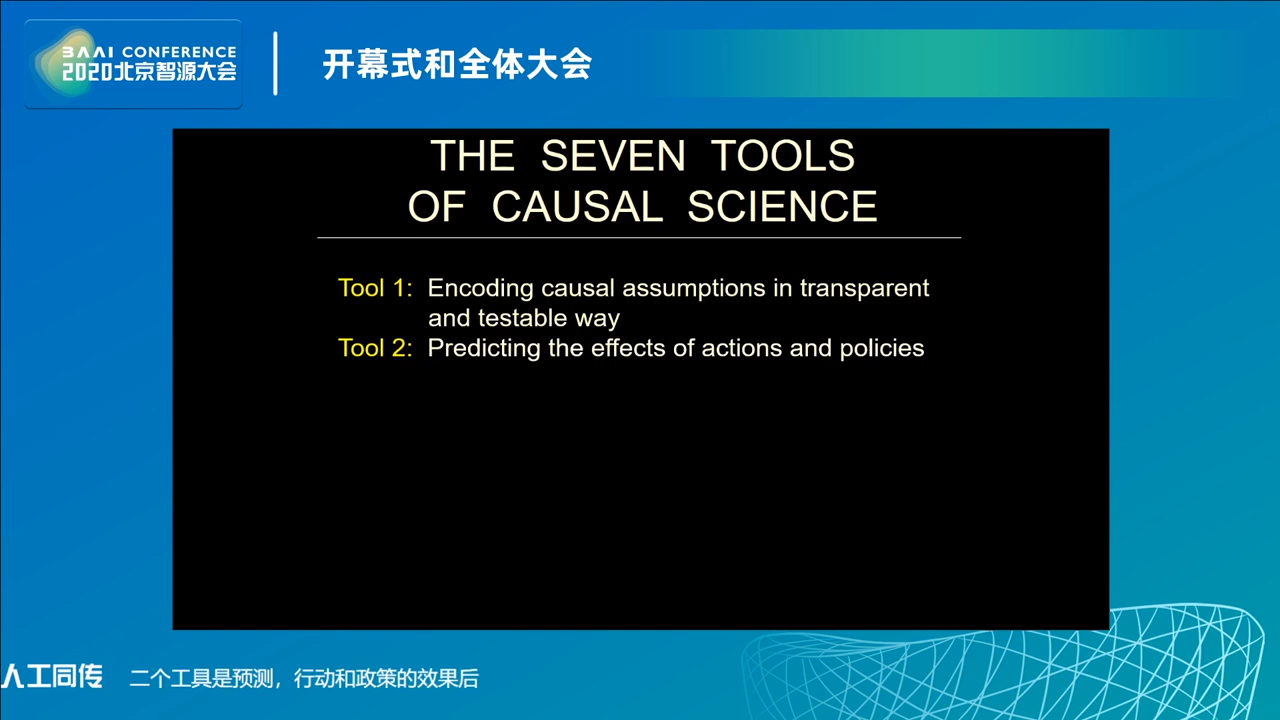 BAAI CONFERENCE
2020北京智源大会
开幕式和全体大会
THE SEVEN TOOLS
OF CAUSAL SCIENCE
Tool 1: Encoding causal assumptions in transparent
and testable way
Tool 2: Predicting the effects of actions and policies
人工同传 二个工具是预测，行动和政策的效果后